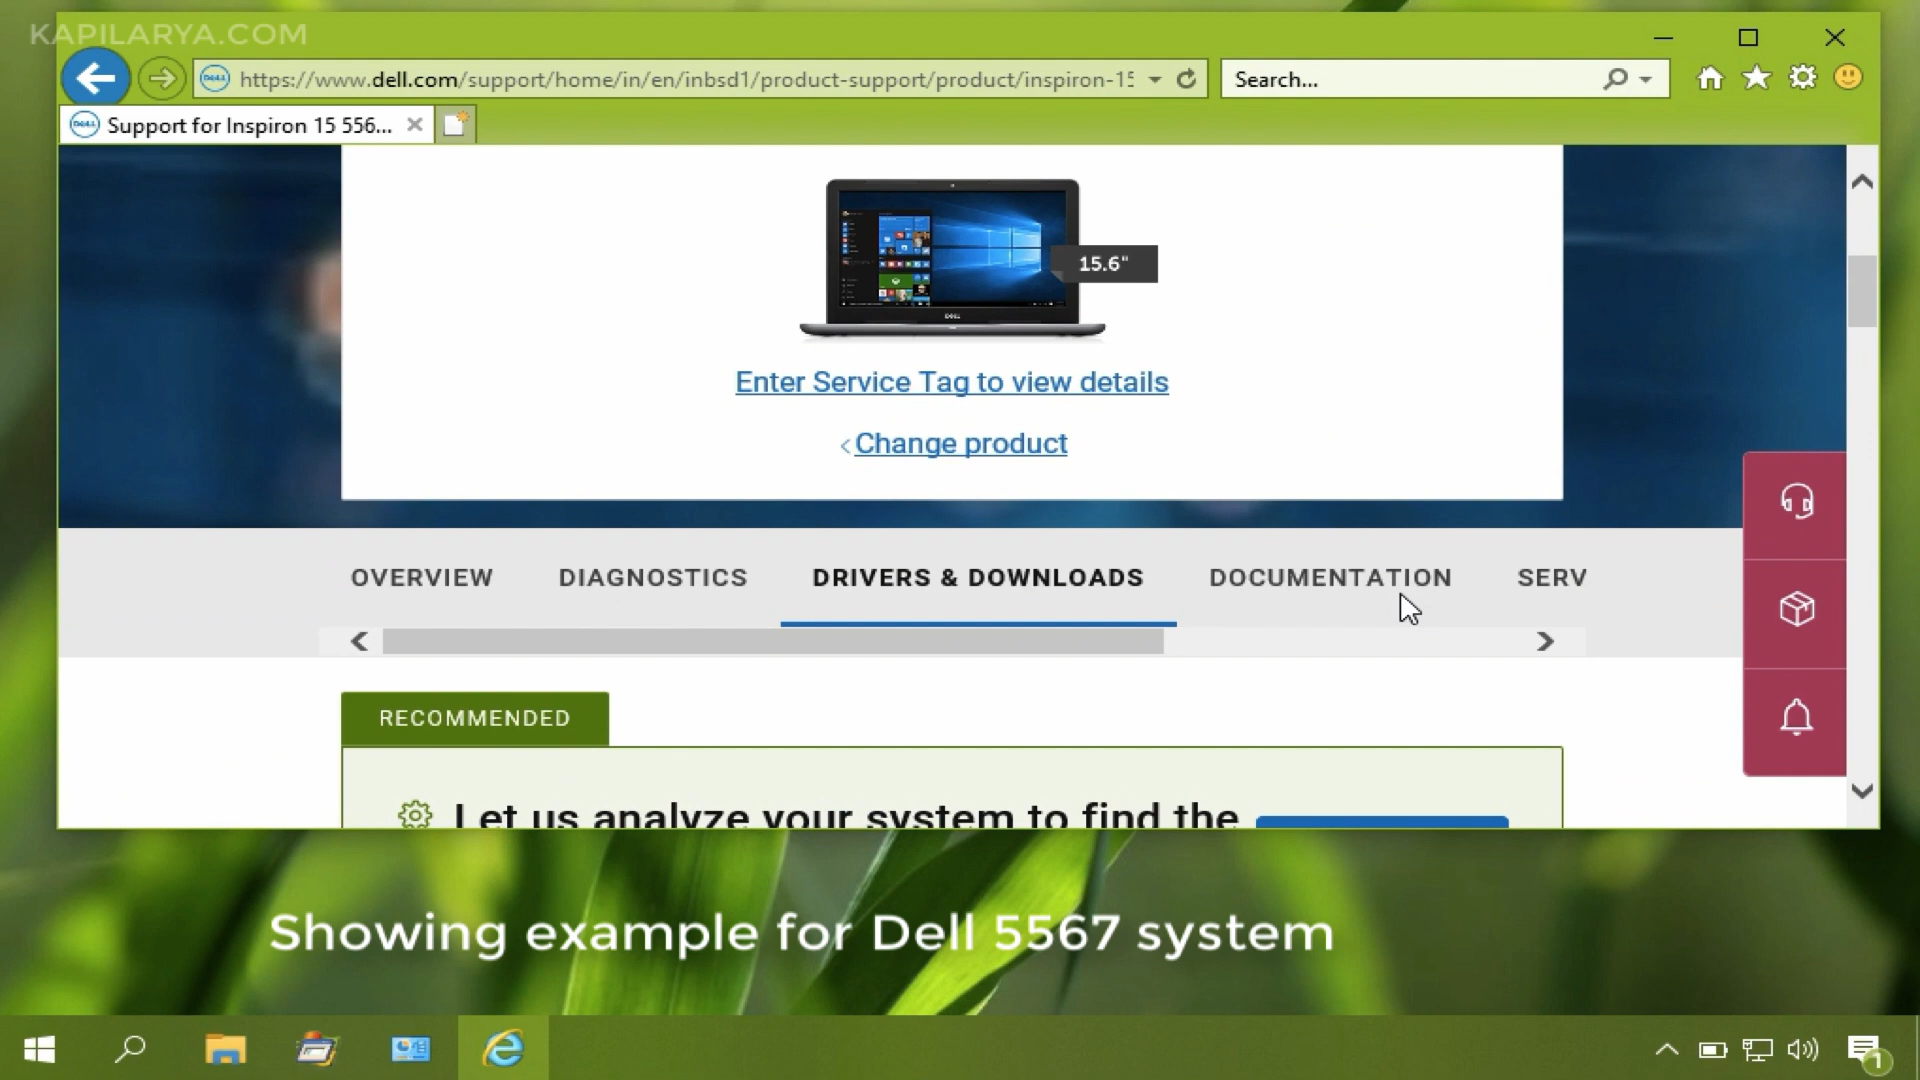 KAPILARYA.COM
https://www.dell.com/support/home/in/en/inbsd1/product-support/product/inspiron-15
Search...
Support for Inspiron 15 556...
15.6"
DELL
Enter Service Tag to view details
<Change product
OVERVIEW DIAGNOSTICS DRIVERS & DOWNLOADS DOCUMENTATION SERV
RECOMMENDED
Let us analyze your system to find the
Showing example for Dell 5567 system
1